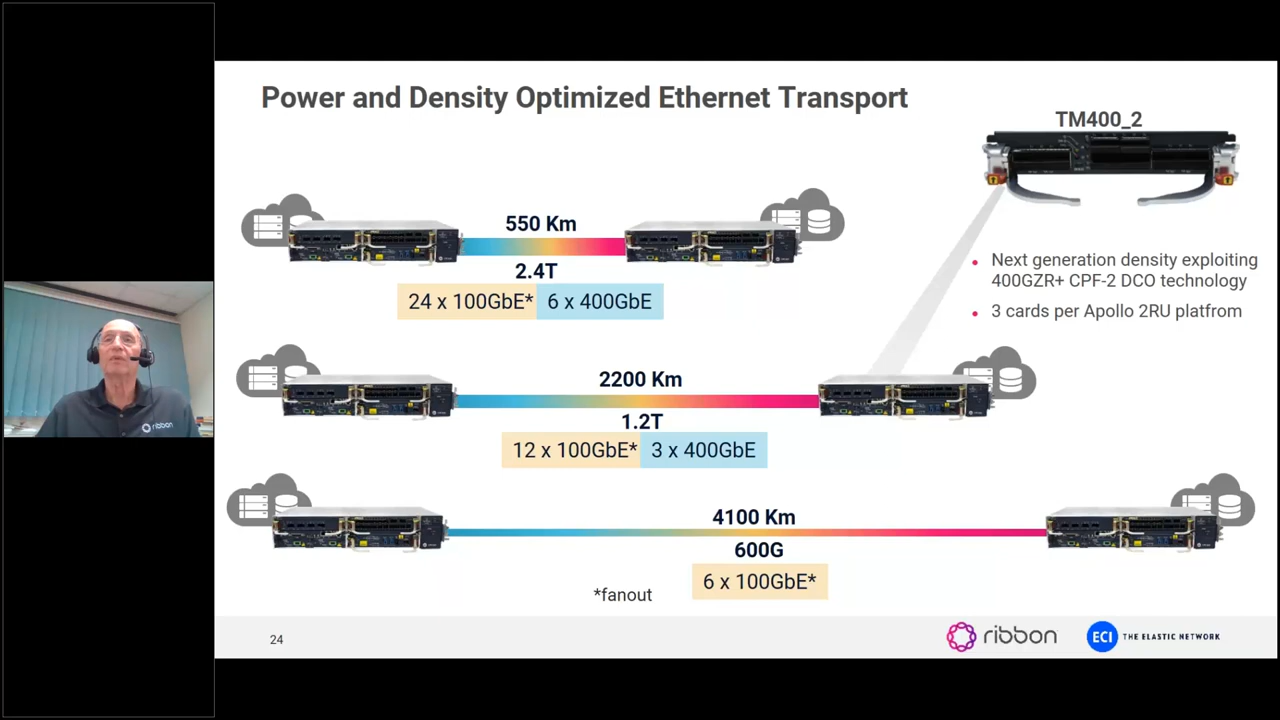 Power and Density Optimized Ethernet Transport
TM400_2
550 Km
2.4T
24 x 100GbE* 6 x 400GbE
Next generation density exploiting
400GZR+ CPF-2 DCO technology
3 cards per Apollo 2RU platfrom
2200 Km
1.2T
12 x 100GbE* 3 x 400GbE
4100 Km
600G
6 x 100GbE*
*fanout
ribbon
24
ribbon
ECI THE ELASTIC NETWORK